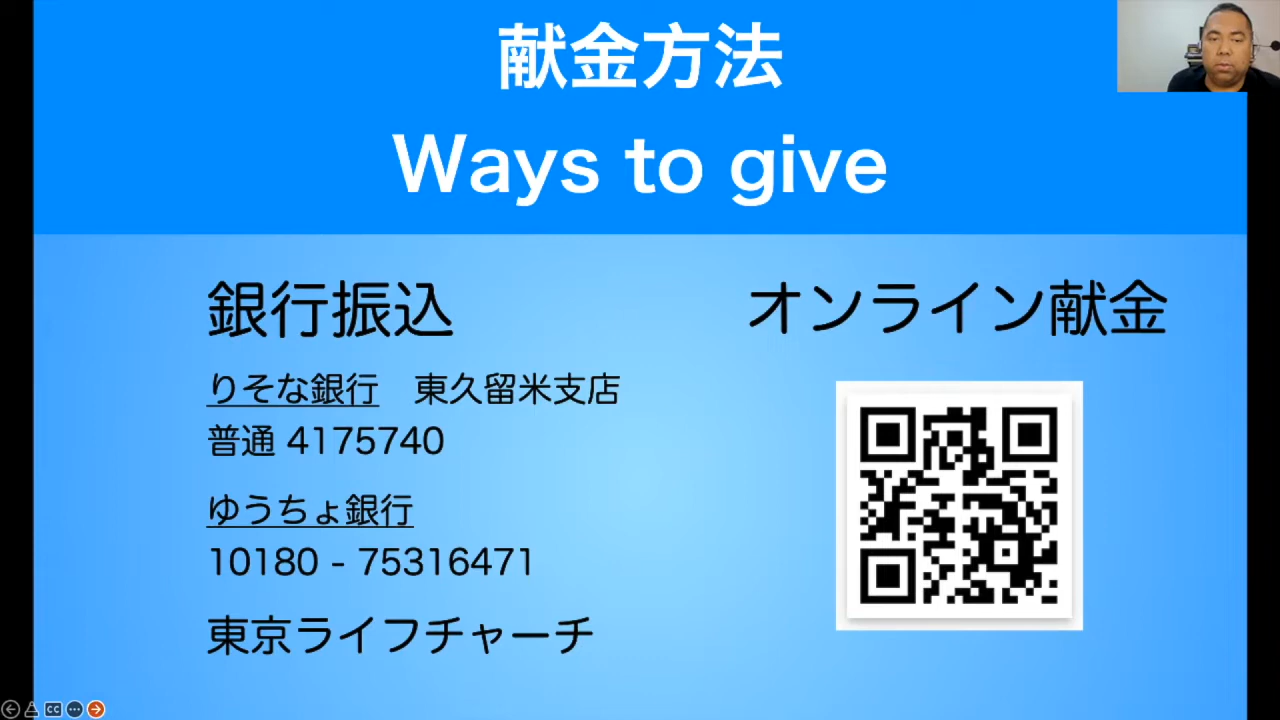 献金方法
Ways to give
銀行振込
りそな銀行　東久留米支店
普通 4175740
ゆうちょ銀行
10180 - 75316471
東京ライフチャーチ
オンライン献金
CC